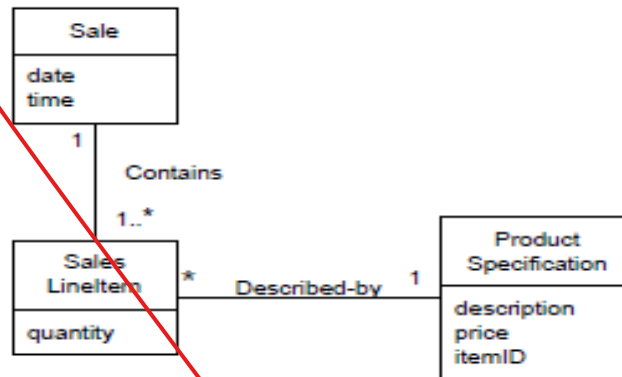 Sale
date
time
1
Contains
1..*
Sales
LineItem
quantity
*
Described-by
1
Product
Specification
description
price
itemID